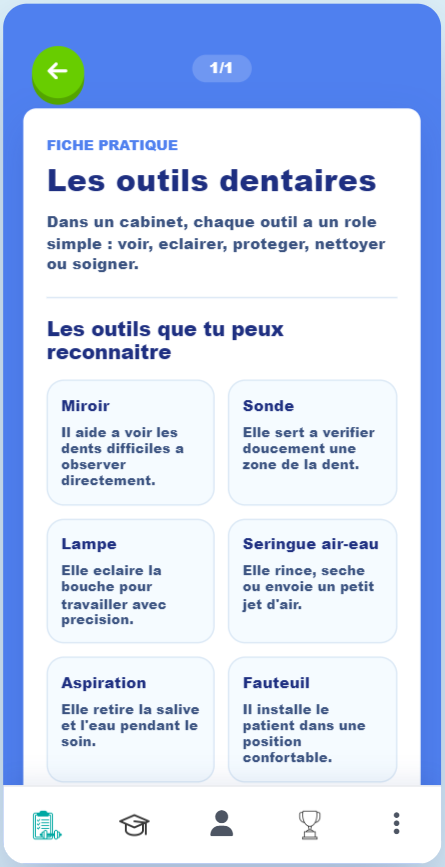 1/1
FICHE PRATIQUE
Les outils dentaires
Dans un cabinet, chaque outil a un role
simple : voir, eclairer, proteger, nettoyer
ou soigner.
Les outils que tu peux
reconnaitre
Miroir
Il aide a voir les
dents difficiles a
observer
directement.
Sonde
Elle sert a verifier
doucement une
zone de la dent.
Lampe
Elle eclaire la
bouche pour
travailler avec
precision.
Seringue air-eau
Elle rince, seche
ou envoie un petit
jet d'air.
Aspiration
Elle retire la salive
et l'eau pendant le
soin.
Fauteuil
Il installe le
patient dans une
position
confortable.